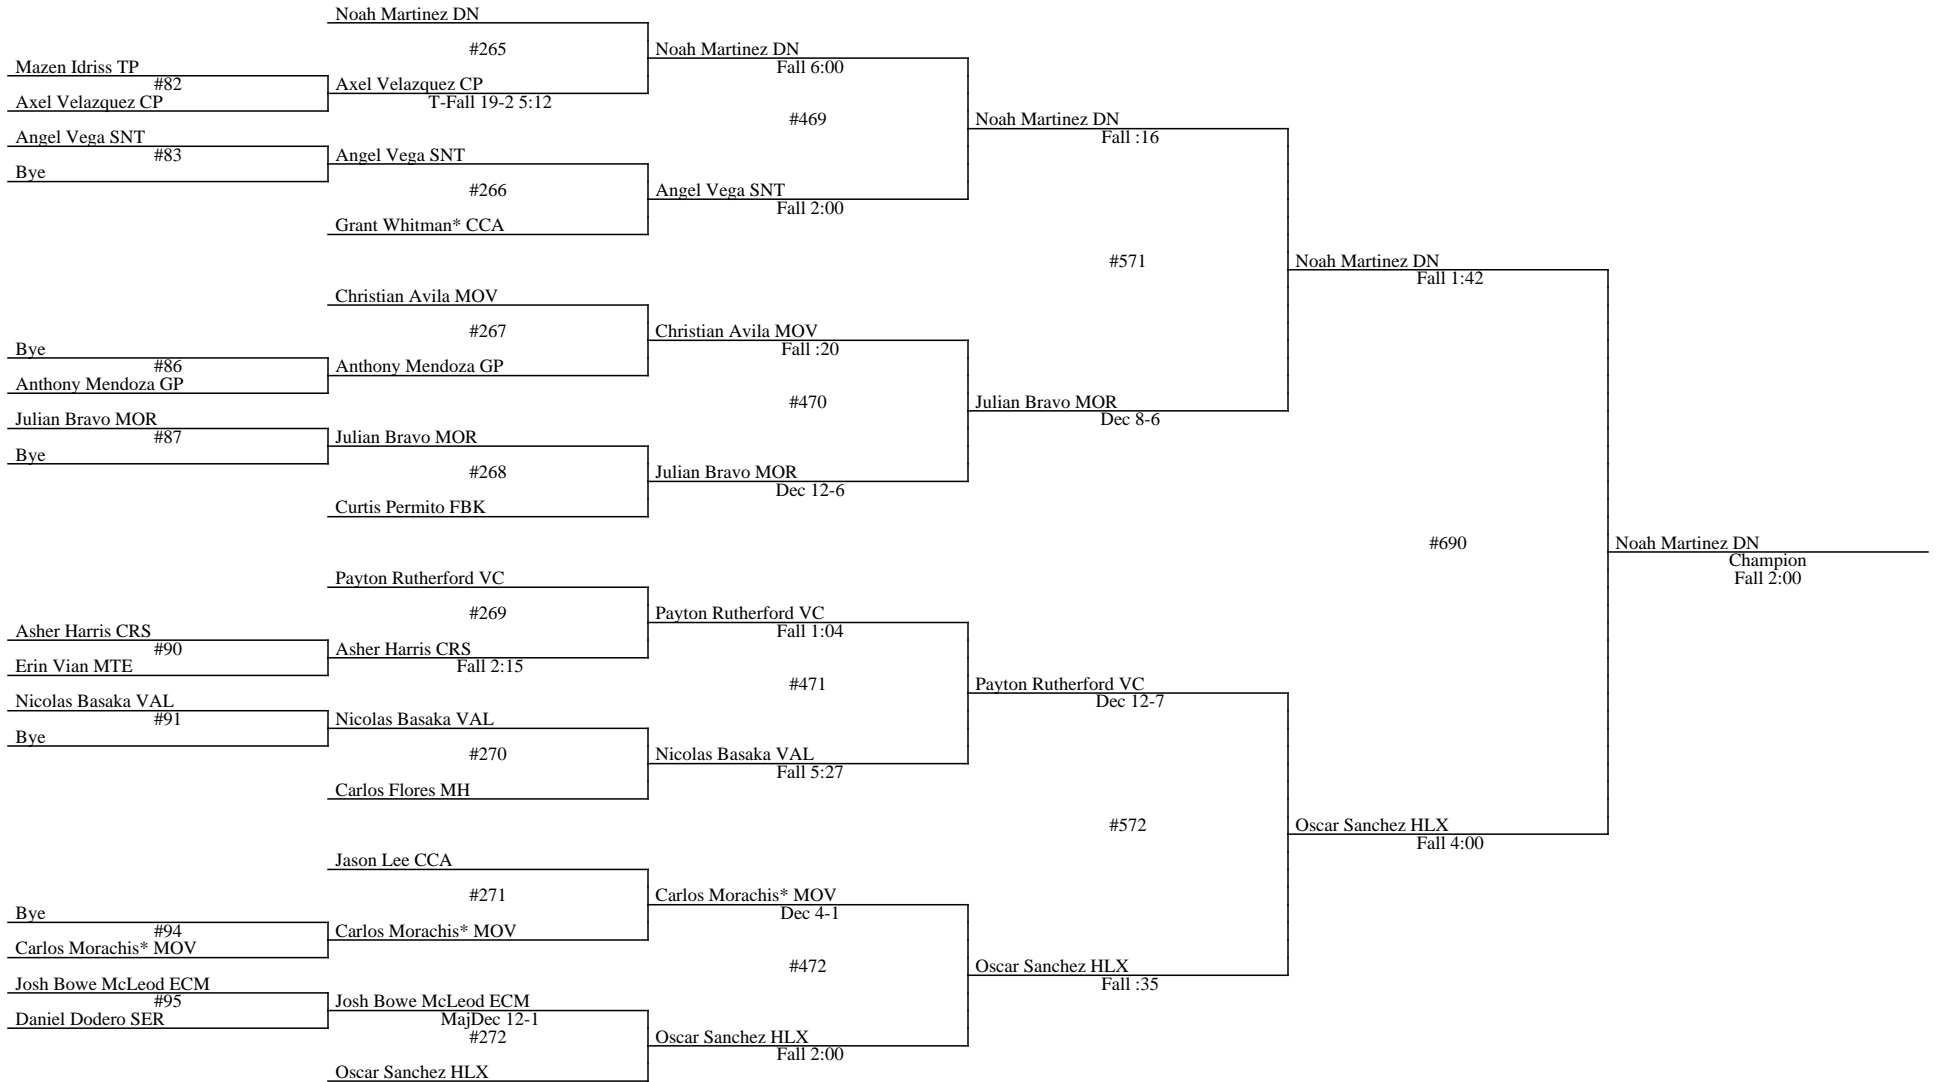 Noah Martinez DN
#265
Noah Martinez DN
Fall 6:00
Mazen Idriss TP
#82
Axel Velazquez CP
Axel Velazquez CP
T-Fall 19-2 5:12
#469
Noah Martinez DN
Fall :16
Angel Vega SNT
#83
Bye
Angel Vega SNT
#266
Angel Vega SNT
Fall 2:00
Grant Whitman* CCA
#571
Noah Martinez DN
Fall 1:42
Christian Avila MOV
#267
Christian Avila MOV
Fall :20
Bye
#86
Anthony Mendoza GP
Anthony Mendoza GP
#470
Julian Bravo MOR
Dec 8-6
Julian Bravo MOR
#87
Bye
Julian Bravo MOR
#268
Julian Bravo MOR
Dec 12-6
Curtis Permito FBK
#690
Noah Martinez DN
Champion
Fall 2:00
Payton Rutherford VC
#269
Payton Rutherford VC
Fall 1:04
Asher Harris CRS
#90
Erin Vian MTE
Asher Harris CRS
Fall 2:15
#471
Payton Rutherford VC
Dec 12-7
Nicolas Basaka VAL
#91
Bye
Nicolas Basaka VAL
#270
Nicolas Basaka VAL
Fall 5:27
Carlos Flores MH
#572
Oscar Sanchez HLX
Fall 4:00
Jason Lee CCA
#271
Carlos Morachis* MOV
Dec 4-1
Bye
#94
Carlos Morachis* MOV
Carlos Morachis* MOV
#472
Oscar Sanchez HLX
Fall :35
Josh Bowe McLeod ECM
#95
Daniel Dodero SER
Josh Bowe McLeod ECM
MajDec 12-1
#272
Oscar Sanchez HLX
Fall 2:00
Oscar Sanchez HLX